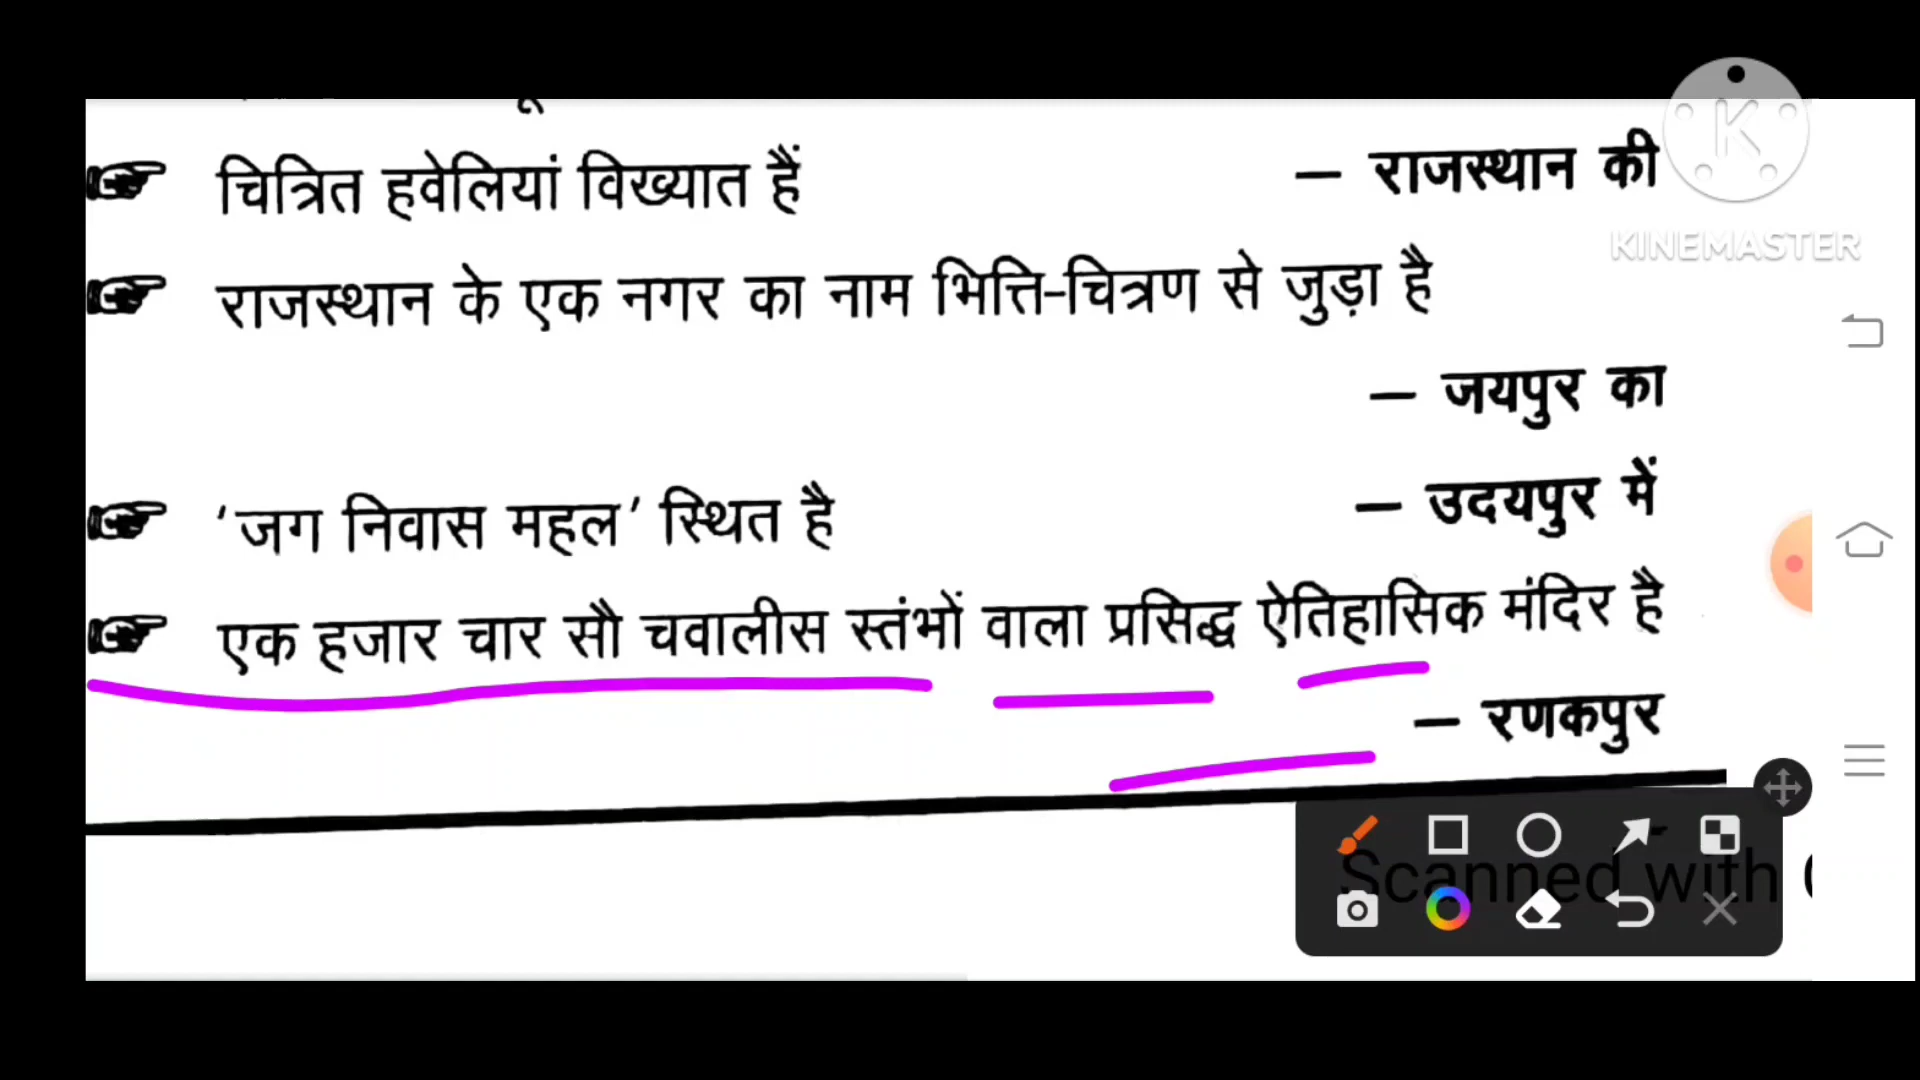 चित्रित हवेलियां विख्यात हैं — राजस्थान की
KINEMASTER
राजस्थान के एक नगर का नाम भित्ति-चित्रण से जुड़ा है
— जयपुर का
‘जग निवास महल’ स्थित है — उदयपुर में
एक हजार चार सौ चवालीस स्तंभों वाला प्रसिद्ध ऐतिहासिक मंदिर है
— रणकपुर
Scanned with